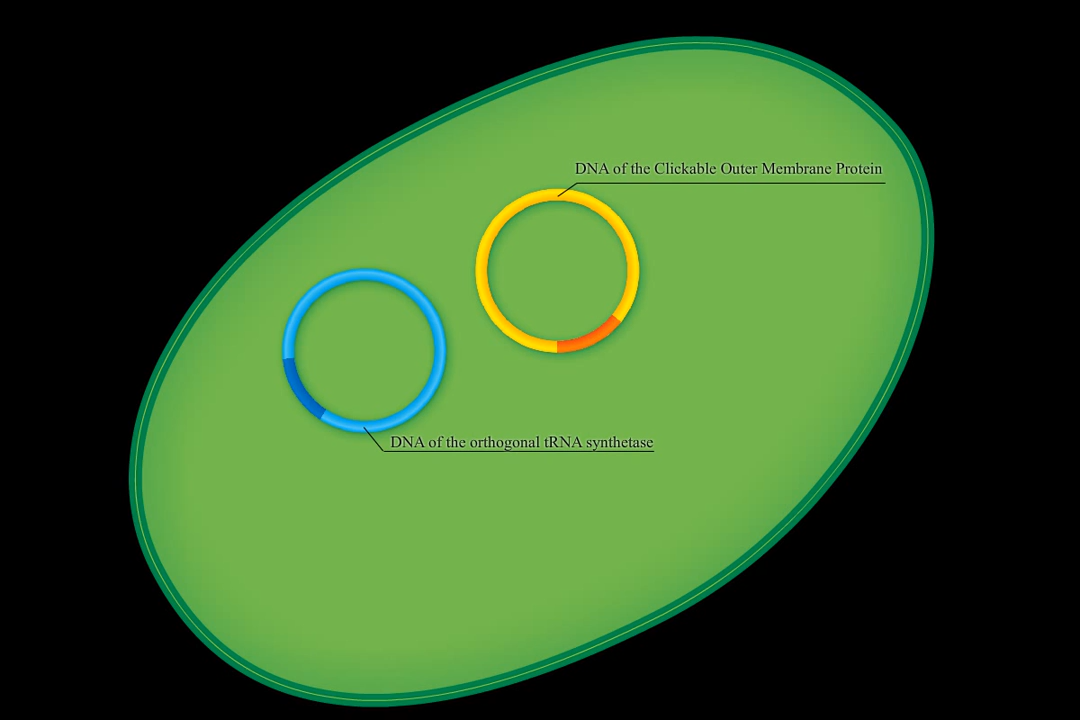 DNA of the Clickable Outer Membrane Protein
DNA of the orthogonal tRNA synthetase